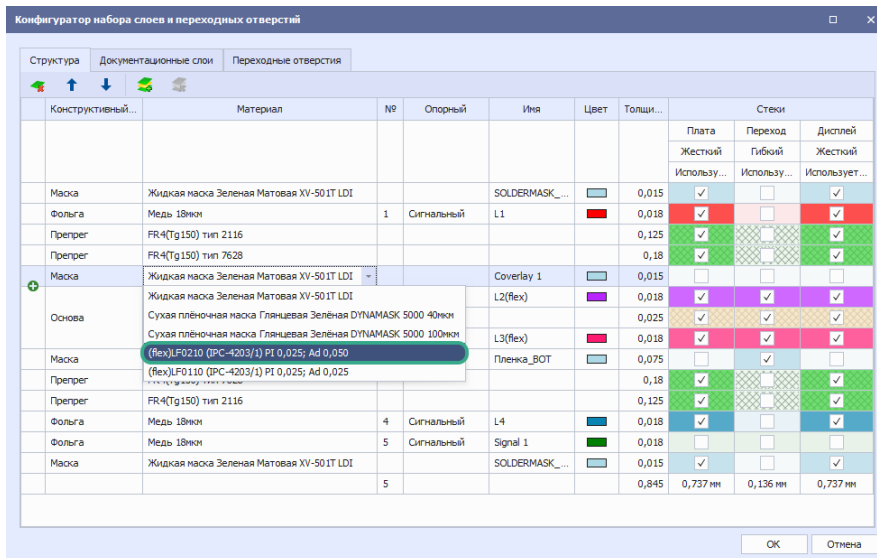 Конфигуратор набора слоев и переходных отверстий
Структура Документационные слои Переходные отверстия
Конструктивный... Материал № Опорный Имя Цвет Толщи... Стеки
Плата Переход Дисплей
Жесткий Гибкий Жесткий
Использу... Использу... Использует...
Маска Жидкая маска Зеленая Матовая XV-501T LDI SOLDERMASK_... 0,015
Фольга Медь 18мкм 1 Сигнальный L1 0,018
Препрег FR4(Tg150) тип 2116 0,125
Препрег FR4(Tg150) тип 7628 0,18
Маска Жидкая маска Зеленая Матовая XV-501T LDI Coverlay 1 0,015
Жидкая маска Зеленая Матовая XV-501T LDI L2(flex) 0,018
Основа Сухая плёночная маска Глянцевая Зелёная DYNAMASK 5000 40мкм 0,025
Сухая плёночная маска Глянцевая Зелёная DYNAMASK 5000 100мкм L3(flex) 0,018
Маска (flex)LF0210 (IPC-4203/1) PI 0,025; Ad 0,050 Пленка_BOT 0,075
(flex)LF0110 (IPC-4203/1) PI 0,025; Ad 0,025
Препрег 0,18
Препрег FR4(Tg150) тип 2116 0,125
Фольга Медь 18мкм 4 Сигнальный L4 0,018
Фольга Медь 18мкм 5 Сигнальный Signal 1 0,018
Маска Жидкая маска Зеленая Матовая XV-501T LDI SOLDERMASK_... 0,015
5 0,845 0,737 мм 0,136 мм 0,737 мм
ОК Отмена